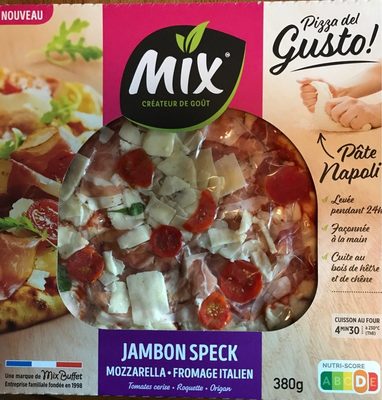 NOUVEAU
MIX
CRÉATEUR DE GOÛT
Pizza del
Gusto!
Pâte
Napoli
Levée
pendant 24h
Façonnée
à la main
Cuite au
bois de hêtre
et de chêne
CUISSON AU FOUR
4MIN30 à 230°C
(Th8)
JAMBON SPECK
MOZZARELLA • FROMAGE ITALIEN
Tomates cerise • Roquette • Origan
Une marque de Mix Buffet
Entreprise familiale fondée en 1998
380g
NUTRI-SCORE
A B C D E